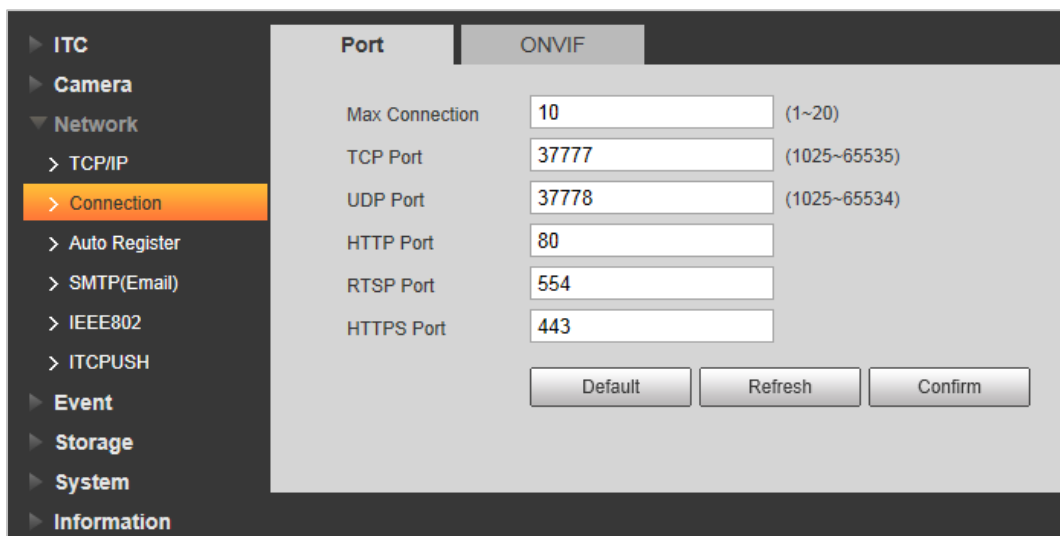 ITC
Camera
Network
TCP/IP
Connection
Auto Register
SMTP(Email)
IEEE802
ITCPUSH
Event
Storage
System
Information
Port ONVIF
Max Connection 10 (1~20)
TCP Port 37777 (1025~65535)
UDP Port 37778 (1025~65534)
HTTP Port 80
RTSP Port 554
HTTPS Port 443
Default Refresh Confirm